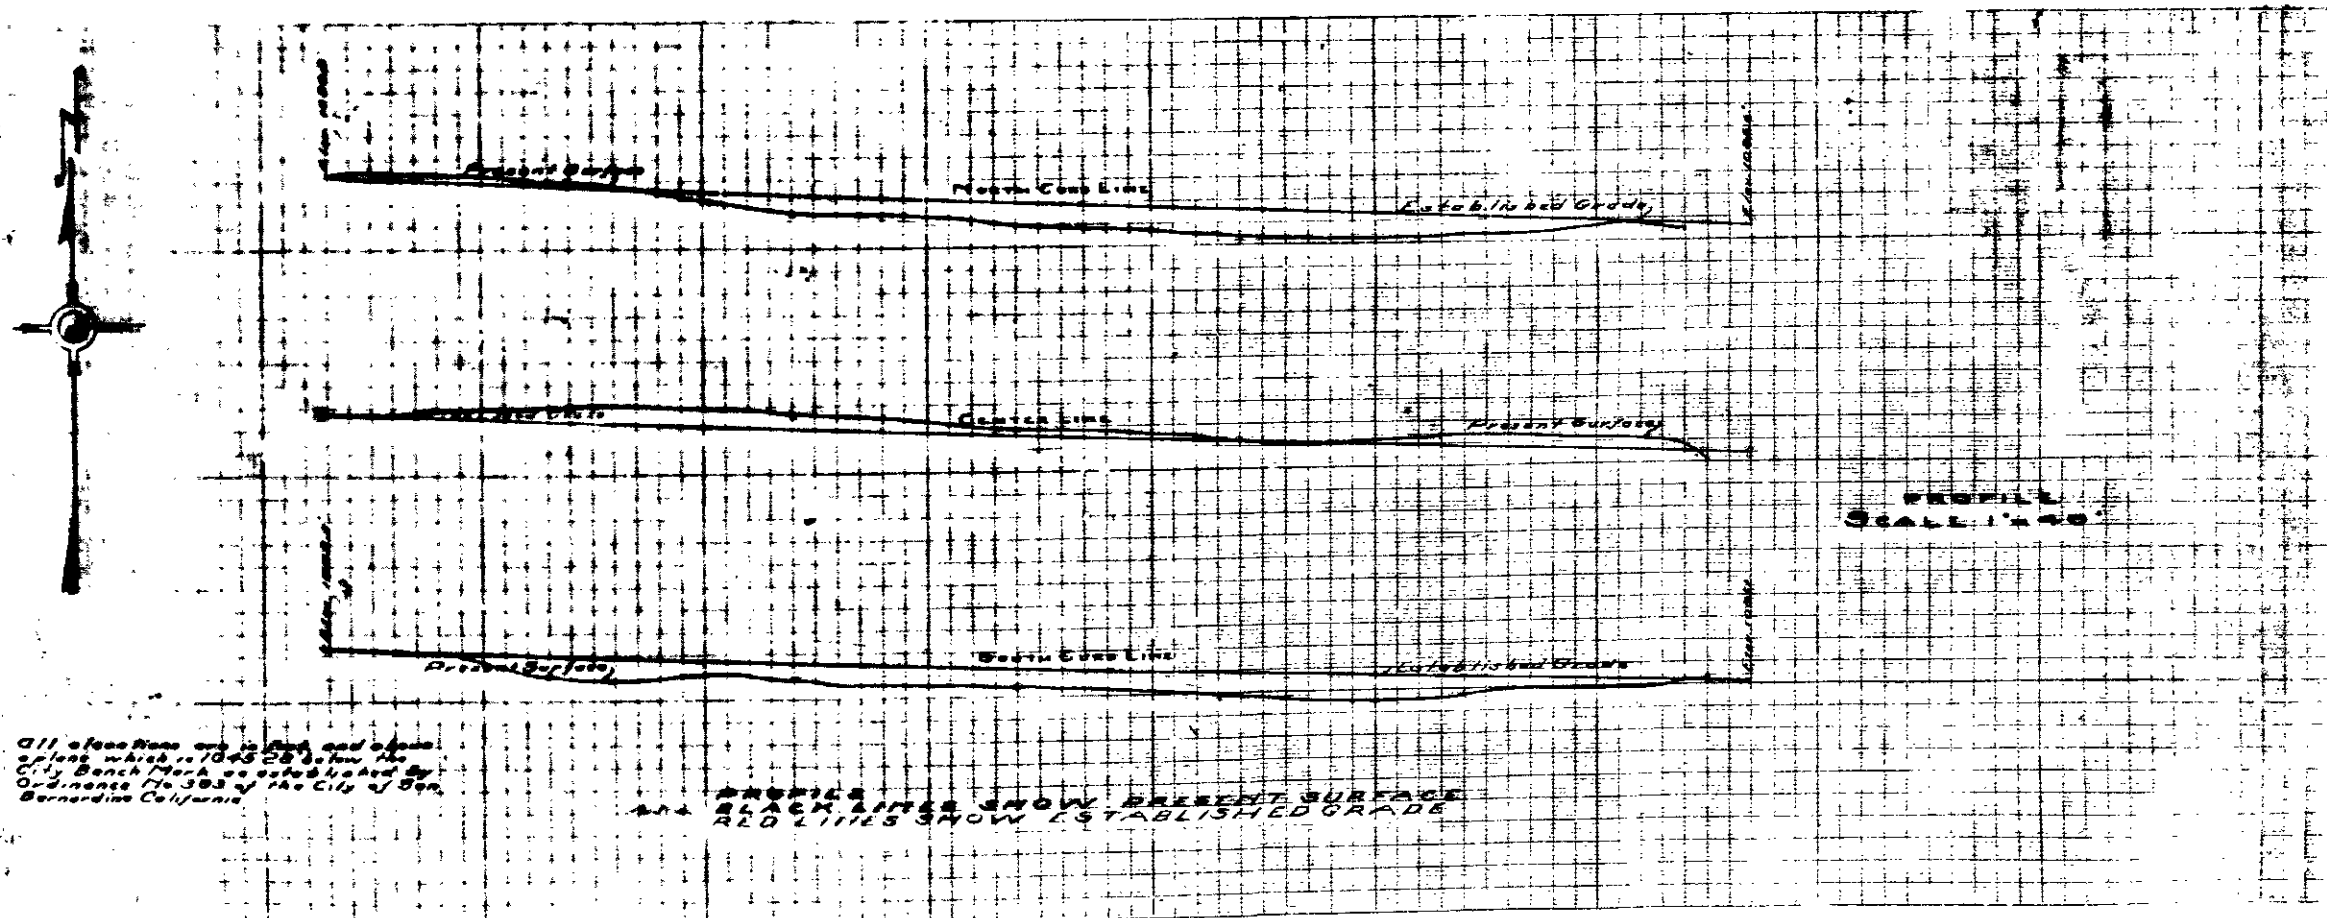 Present Surface
NORTH CURB LINE
Established Grade
CENTER LINE
Present Surface
PROFILE
SCALE 1"=40'
SOUTH CURB LINE
Present Surface
Established Grade
All elevations are in feet and above
a plane which is 1045.28 below the
City Bench Mark as established By
Ordinance No 383 of the City of San
Bernardino California
PROFILE
BLACK LINES SHOW PRESENT SURFACE
RED LINES SHOW ESTABLISHED GRADE